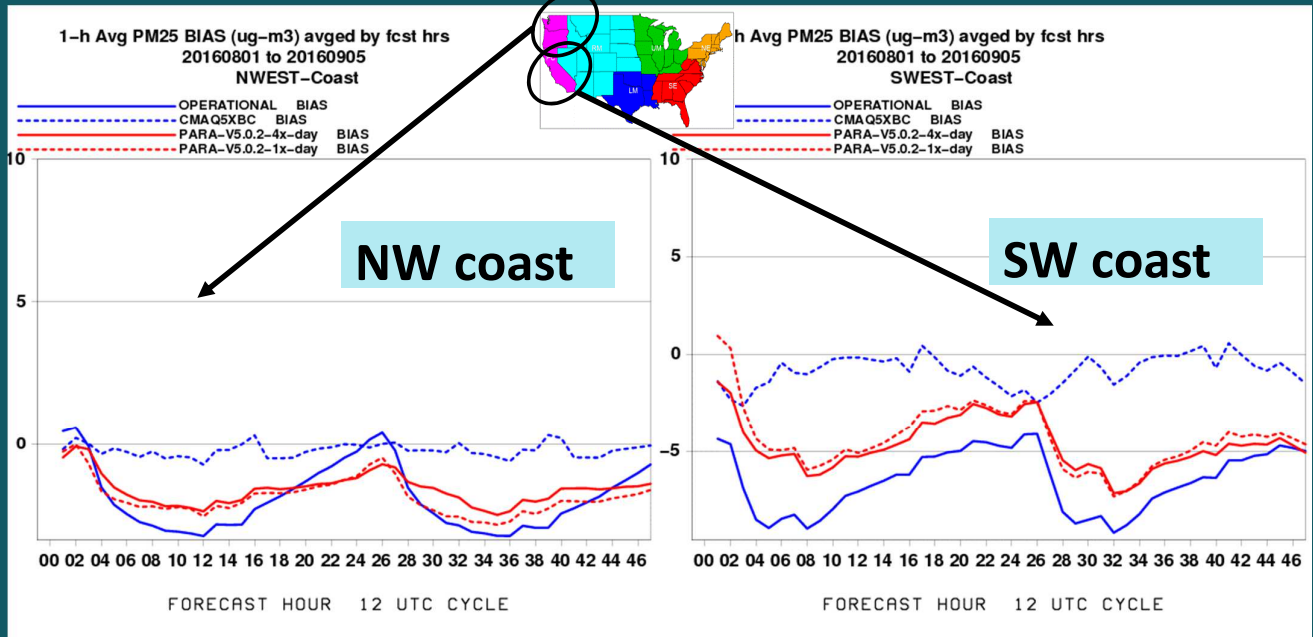 1-h Avg PM25 BIAS (ug-m3) avged by fcst hrs
20160801 to 20160905
NWEST-Coast
OPERATIONAL BIAS
CMAQ5XBC BIAS
PARA-V5.0.2-4x-day BIAS
PARA-V5.0.2-1x-day BIAS
10
5
0
NW coast
00 02 04 06 08 10 12 14 16 18 20 22 24 26 28 30 32 34 36 38 40 42 44 46
FORECAST HOUR 12 UTC CYCLE
RM
UM
NE
LM
SE
h Avg PM25 BIAS (ug-m3) avged by fcst hrs
20160801 to 20160905
SWEST-Coast
OPERATIONAL BIAS
CMAQ5XBC BIAS
PARA-V5.0.2-4x-day BIAS
PARA-V5.0.2-1x-day BIAS
10
5
0
-5
SW coast
00 02 04 06 08 10 12 14 16 18 20 22 24 26 28 30 32 34 36 38 40 42 44 46
FORECAST HOUR 12 UTC CYCLE